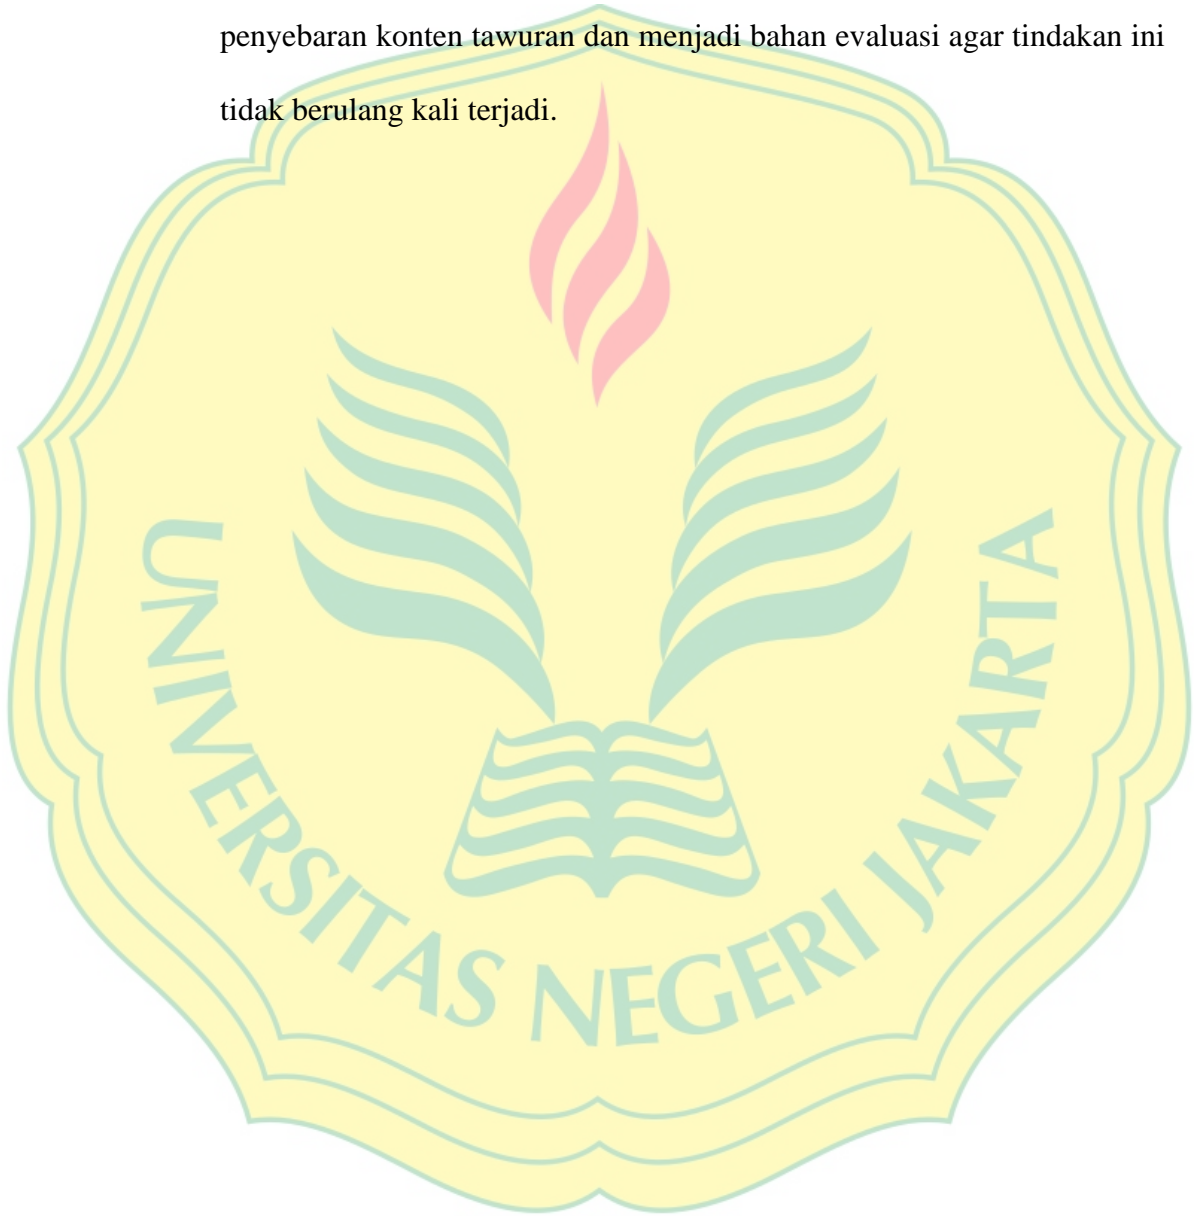 penyebaran konten tawuran dan menjadi bahan evaluasi agar tindakan ini
tidak berulang kali terjadi.
UNIVERSITAS NEGERI JAKARTA